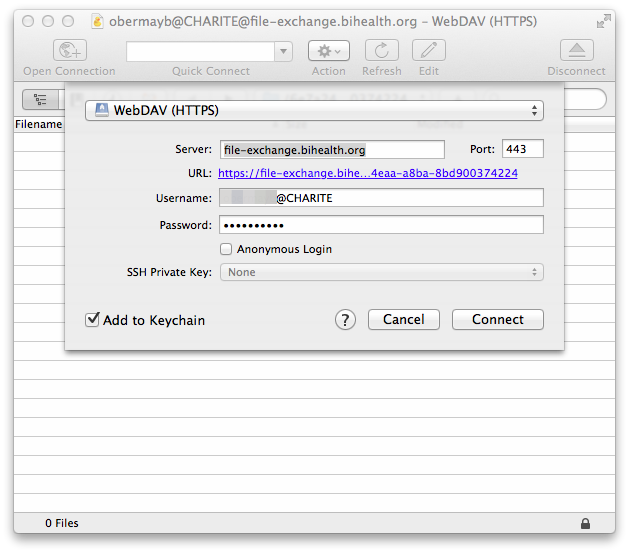 obermayb@CHARITE@file-exchange.bihealth.org – WebDAV (HTTPS)
Open Connection Quick Connect Action Refresh Edit Disconnect
WebDAV (HTTPS)
Filename
Server: file-exchange.bihealth.org Port: 443
URL: https://file-exchange.bihe...4eaa-a8ba-8bd900374224
Username: @CHARITE
Password: ••••••••••
Anonymous Login
SSH Private Key: None
Add to Keychain ? Cancel Connect
0 Files